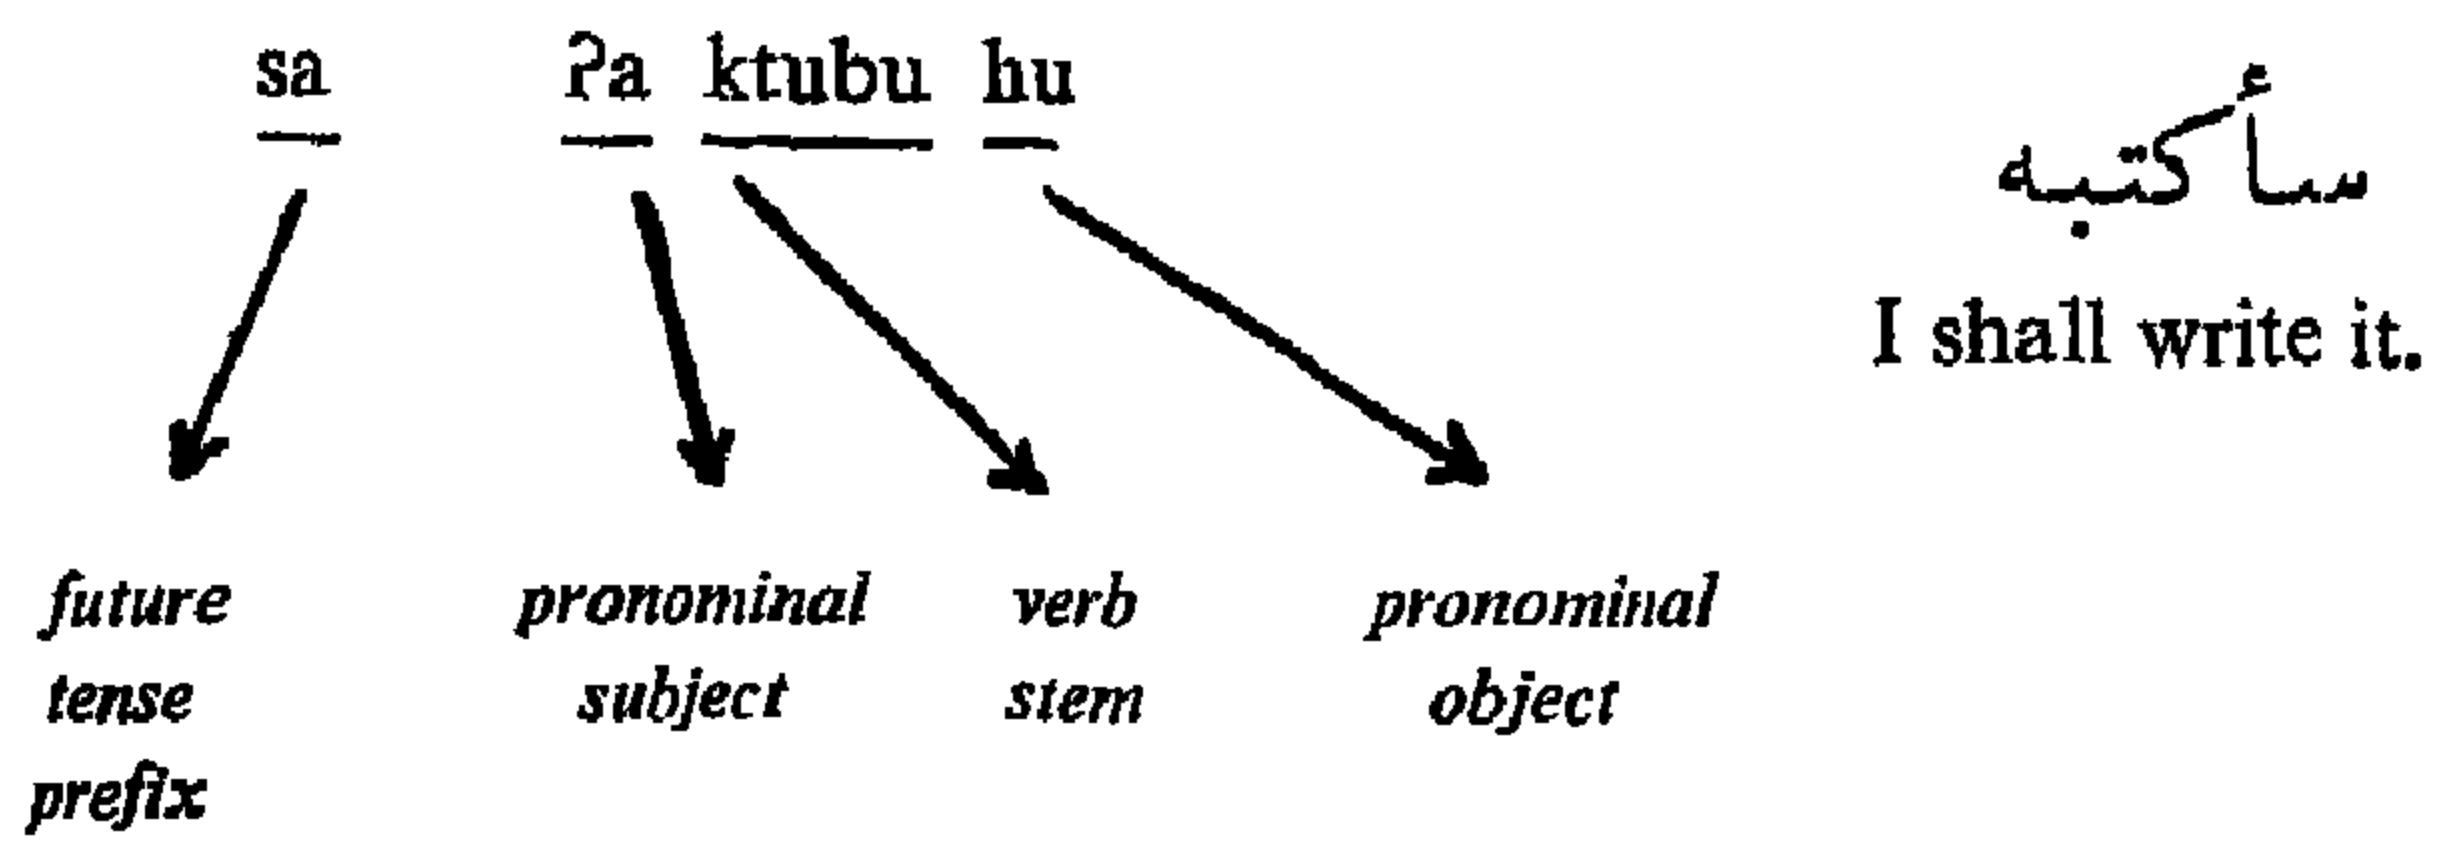 sa ʔa ktubu hu
سأكتبه
I shall write it.
future pronominal verb pronominal
tense subject stem object
prefix